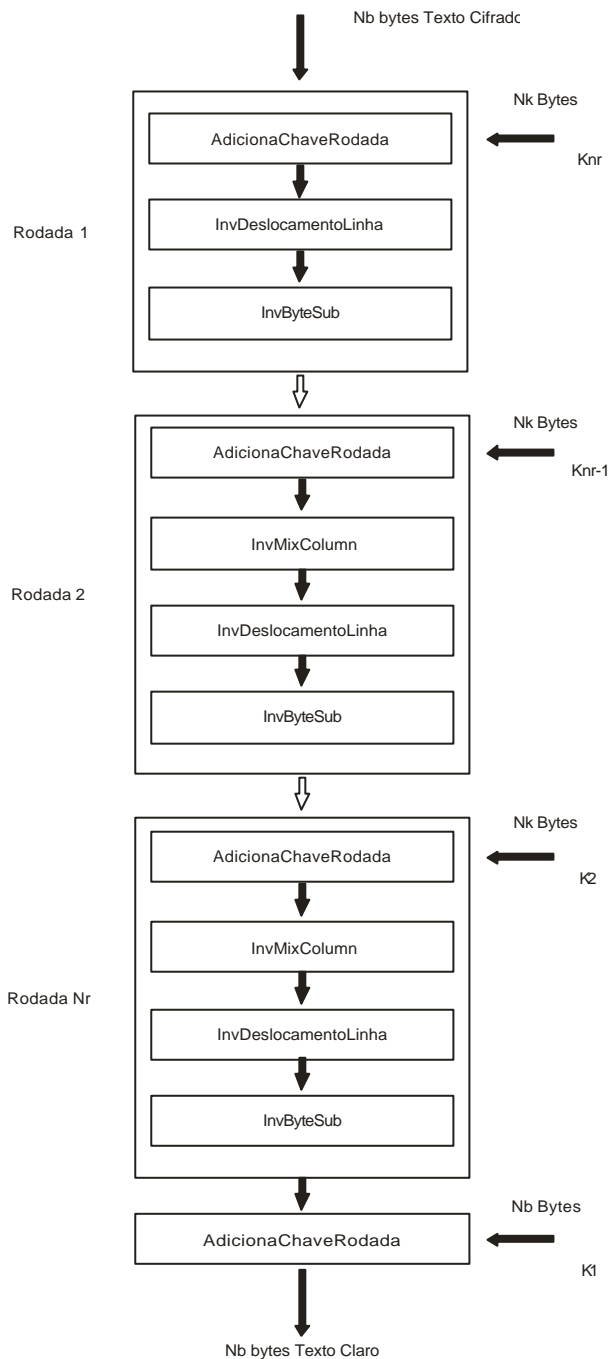 Nb bytes Texto Cifrado
Nk Bytes
AdicionaChaveRodada
Knr
InvDeslocamentoLinha
Rodada 1
InvByteSub
Nk Bytes
AdicionaChaveRodada
Knr-1
InvMixColumn
Rodada 2
InvDeslocamentoLinha
InvByteSub
Nk Bytes
AdicionaChaveRodada
K2
InvMixColumn
Rodada Nr
InvDeslocamentoLinha
InvByteSub
Nb Bytes
AdicionaChaveRodada
K1
Nb bytes Texto Claro